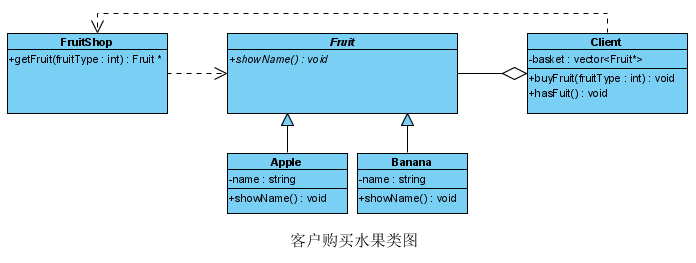 FruitShop
+getFruit(fruitType : int) : Fruit *
Fruit
+showName() : void
Client
-basket : vector<Fruit*>
+buyFruit(fruitType : int) : void
+hasFuit() : void
Apple
-name : string
+showName() : void
Banana
-name : string
+showName() : void
客户购买水果类图